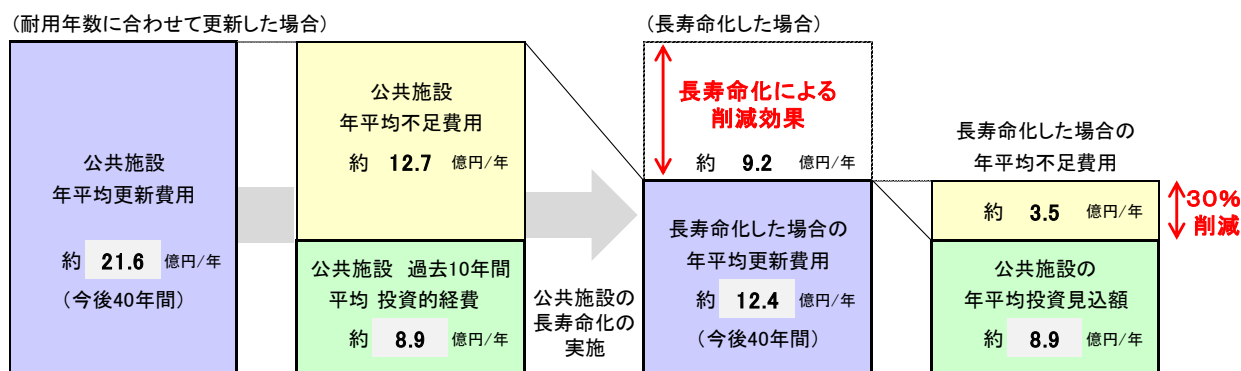 （耐用年数に合わせて更新した場合）
公共施設
年平均更新費用
約 21.6 億円/年
（今後40年間）
公共施設
年平均不足費用
約 12.7 億円/年
公共施設 過去10年間
平均 投資的経費
約 8.9 億円/年
公共施設の
長寿命化の
実施
（長寿命化した場合）
長寿命化による
削減効果
約 9.2 億円/年
長寿命化した場合の
年平均更新費用
約 12.4 億円/年
（今後40年間）
長寿命化した場合の
年平均不足費用
約 3.5 億円/年
30%
削減
公共施設の
年平均投資見込額
約 8.9 億円/年